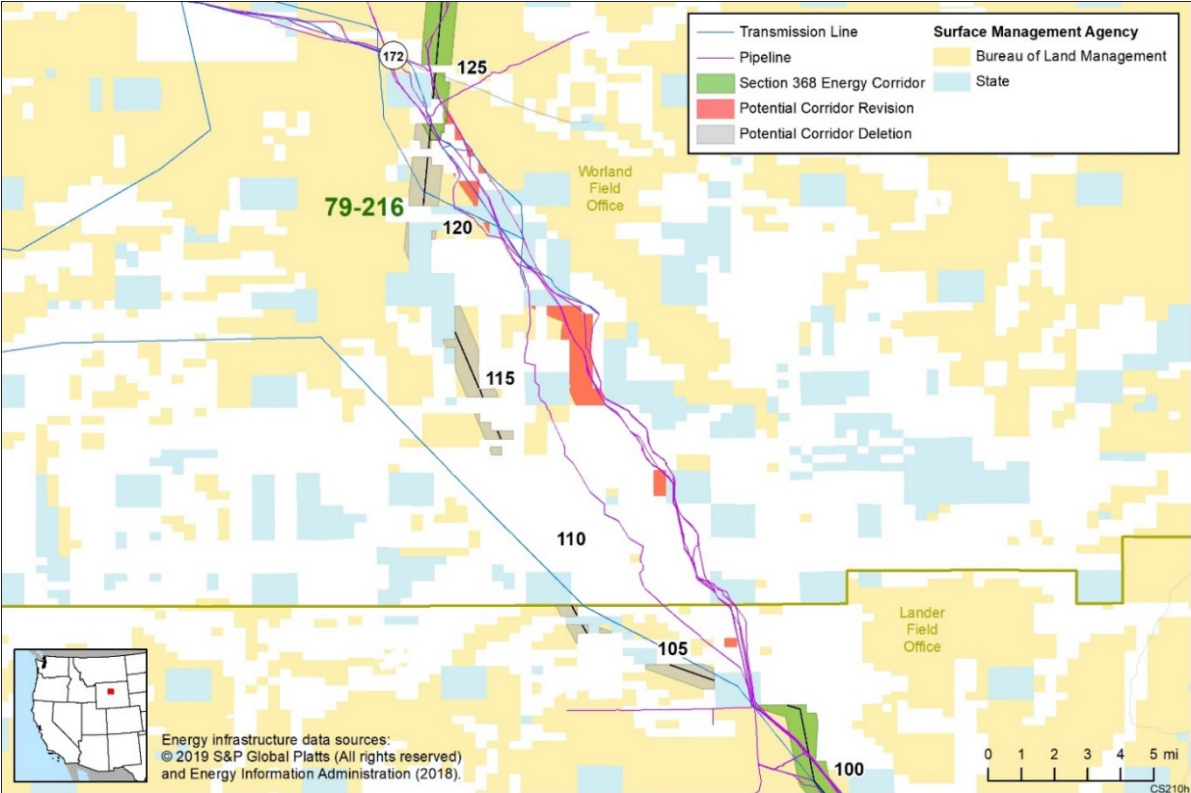 Transmission Line
Pipeline
Section 368 Energy Corridor
Potential Corridor Revision
Potential Corridor Deletion
Surface Management Agency
Bureau of Land Management
State
172
125
Worland
Field
Office
79-216
120
115
110
Lander
Field
Office
105
100
Energy infrastructure data sources:
© 2019 S&P Global Platts (All rights reserved)
and Energy Information Administration (2018).
0 1 2 3 4 5 mi
CS210h